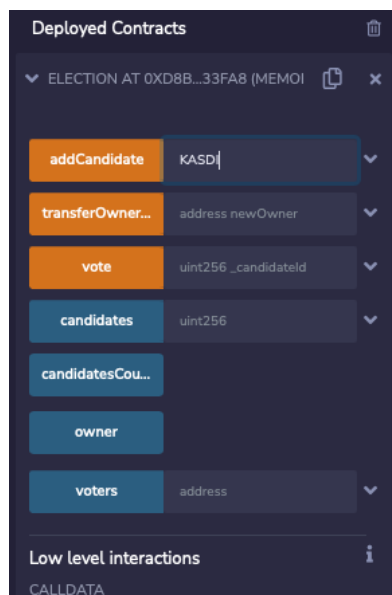 Deployed Contracts
ELECTION AT 0XD8B...33FA8 (MEMOI
addCandidate KASDI
transferOwner... address newOwner
vote uint256 _candidateId
candidates uint256
candidatesCou...
owner
voters address
Low level interactions
CALLDATA